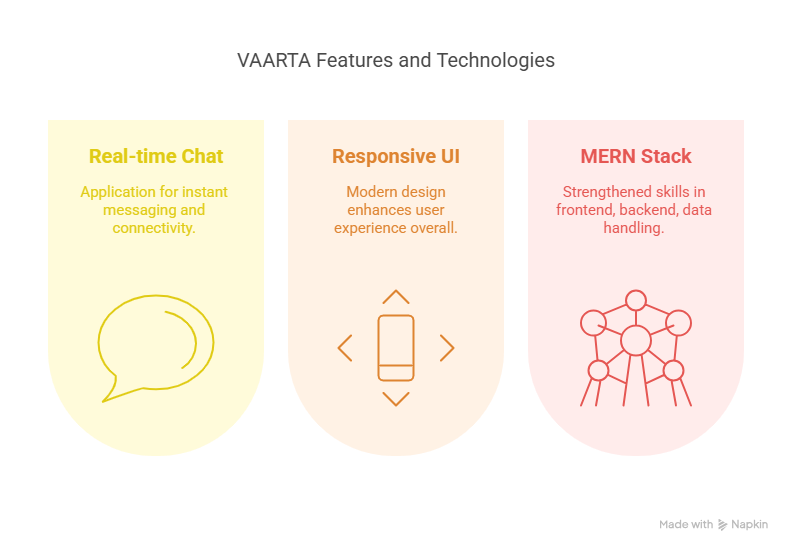 VAARTA Features and Technologies
Real-time Chat
Application for instant
messaging and
connectivity.
Responsive UI
Modern design
enhances user
experience overall.
MERN Stack
Strengthened skills in
frontend, backend, data
handling.
Made with Napkin